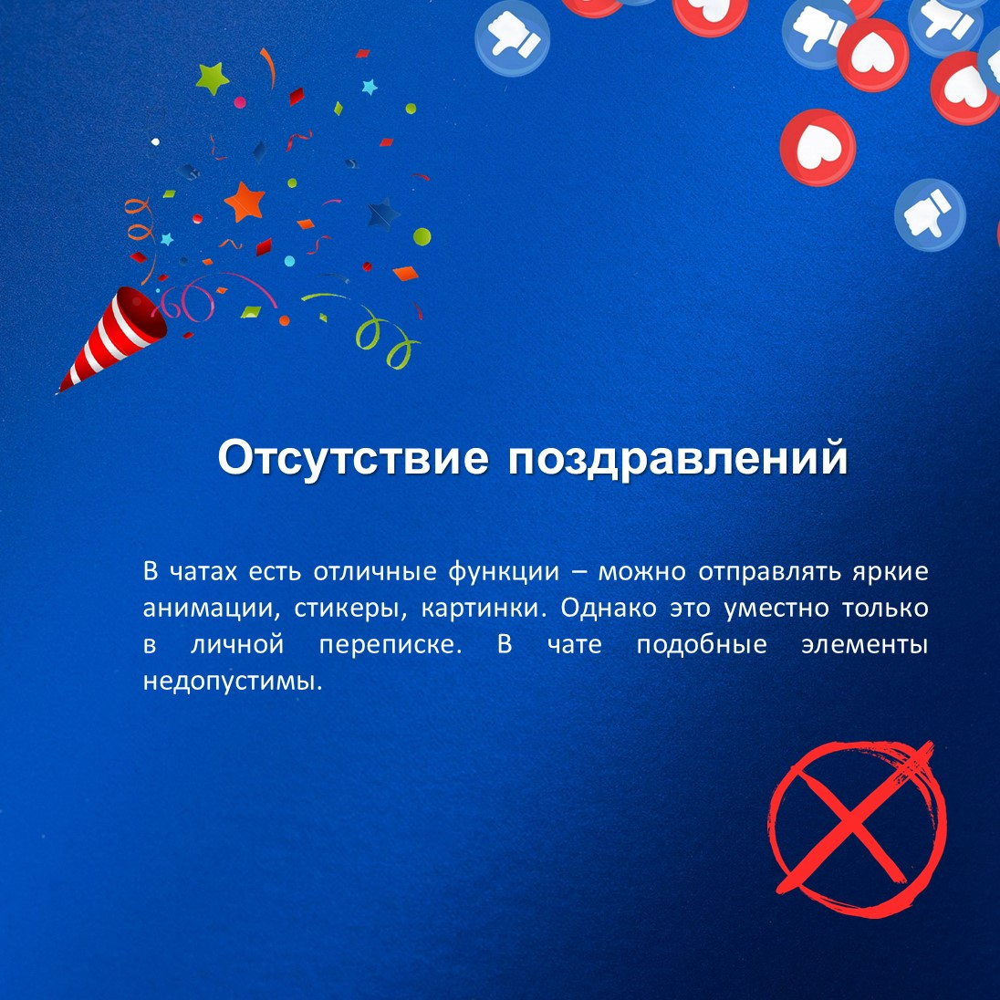 Отсутствие поздравлений
В чатах есть отличные функции – можно отправлять яркие
анимации, стикеры, картинки. Однако это уместно только
в личной переписке. В чате подобные элементы
недопустимы.